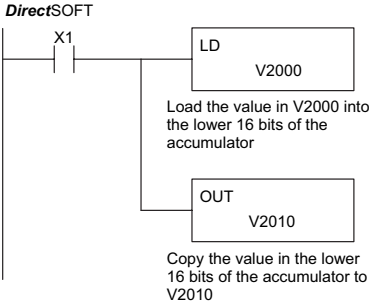 DirectSOFT
X1
LD
V2000
Load the value in V2000 into
the lower 16 bits of the
accumulator
OUT
V2010
Copy the value in the lower
16 bits of the accumulator to
V2010